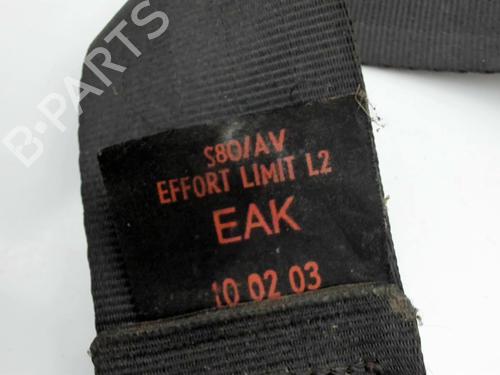 B-PARTS
S80/AV
EFFORT LIMIT L2
EAK
10 02 03